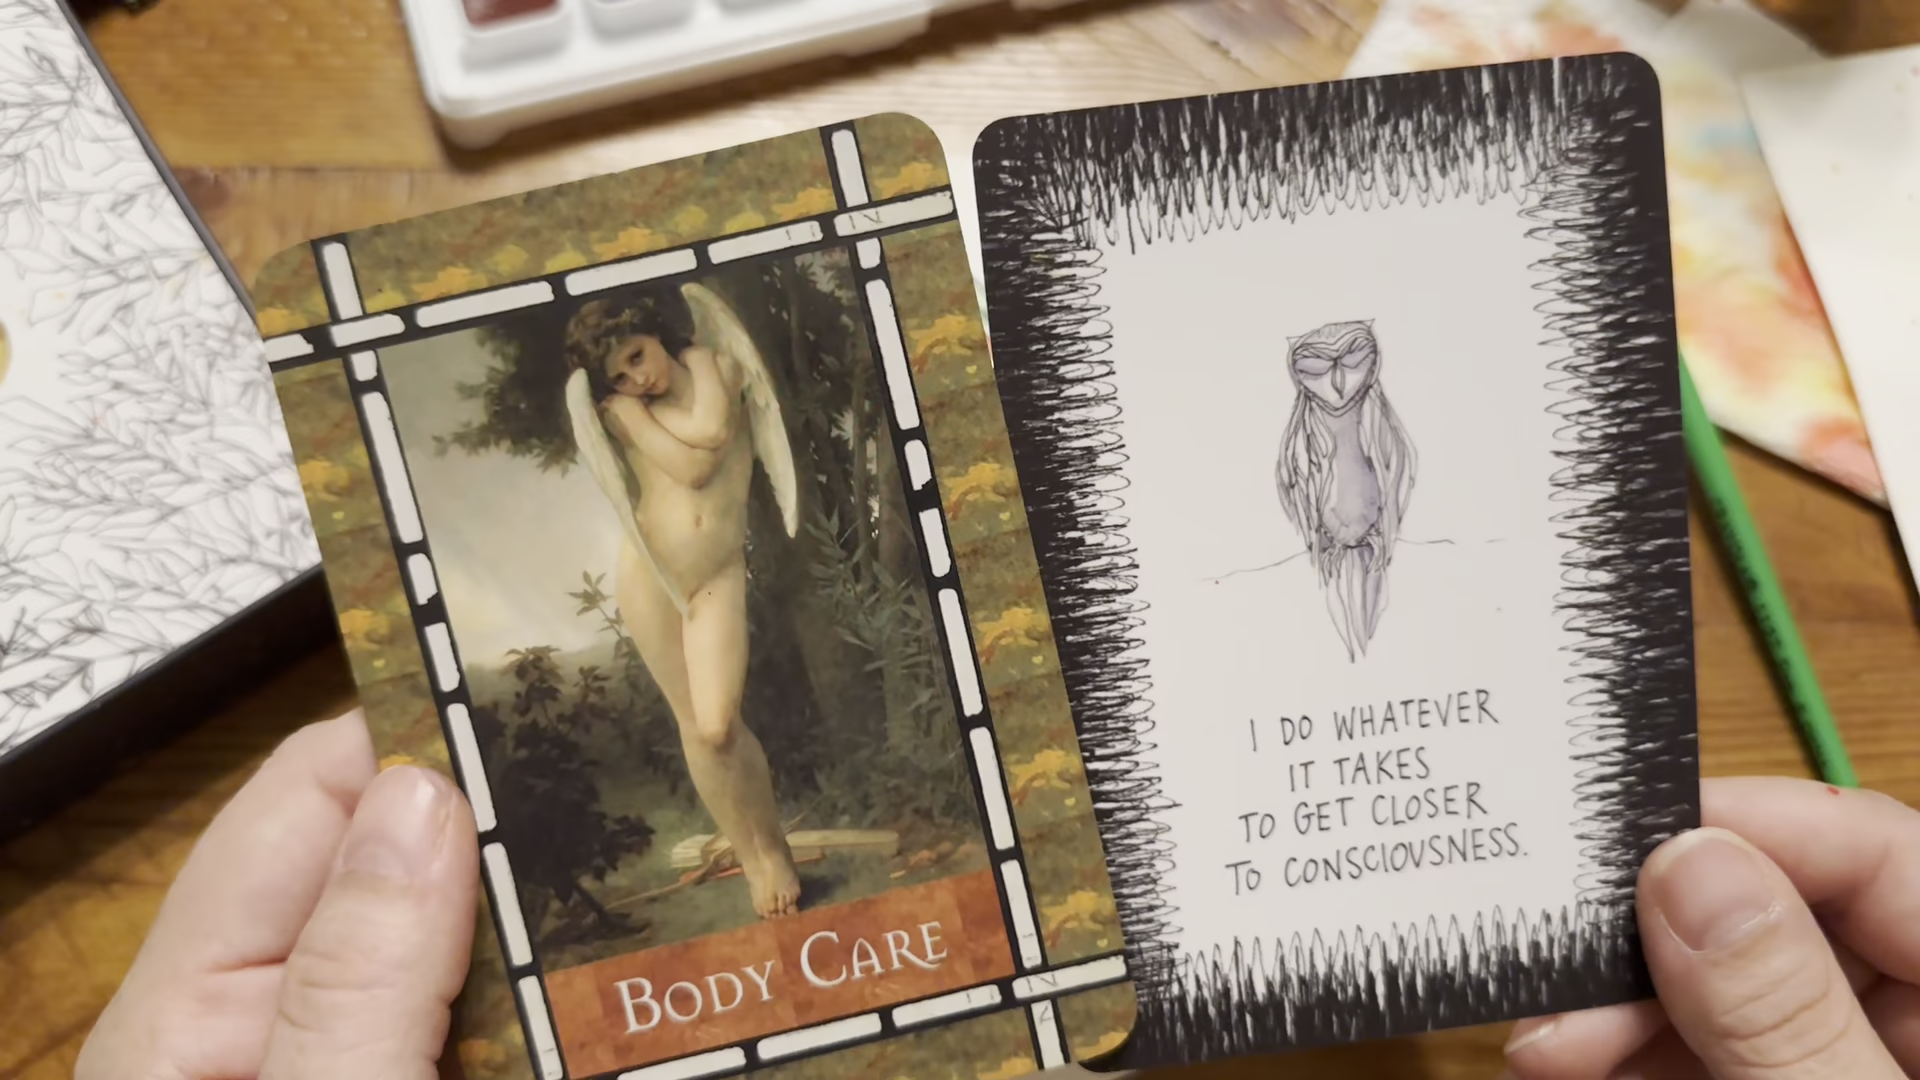 BODY CARE
I DO WHATEVER
IT TAKES
TO GET CLOSER
TO CONSCIOUSNESS.